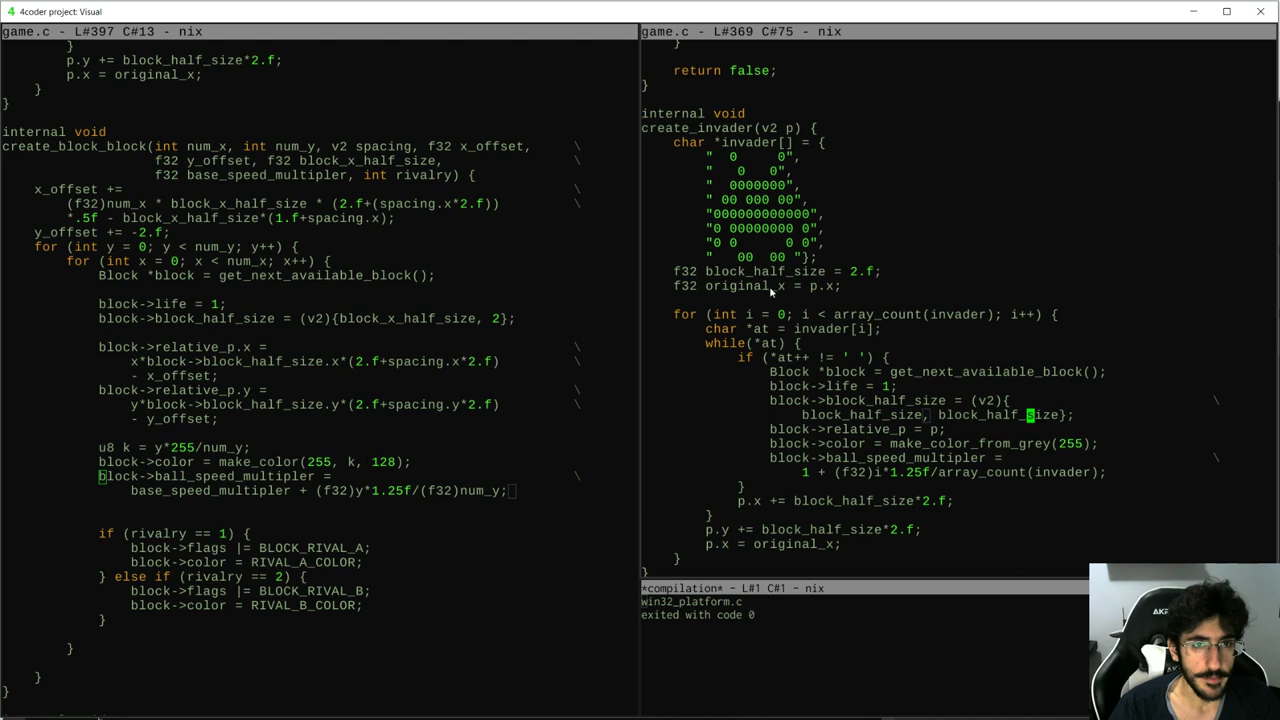 4coder project: Visual
game.c - L#397 C#13 - nix
}
p.y += block_half_size*2.f;
p.x = original_x;
}
}
internal void
create_block_block(int num_x, int num_y, v2 spacing, f32 x_offset, \
f32 y_offset, f32 block_x_half_size, \
f32 base_speed_multipler, int rivalry) {
x_offset += \
(f32)num_x * block_x_half_size * (2.f+(spacing.x*2.f)) \
*.5f - block_x_half_size*(1.f+spacing.x);
y_offset += -2.f;
for (int y = 0; y < num_y; y++) {
for (int x = 0; x < num_x; x++) {
Block *block = get_next_available_block();
block->life = 1;
block->block_half_size = (v2){block_x_half_size, 2};
block->relative_p.x = \
x*block->block_half_size.x*(2.f+spacing.x*2.f) \
- x_offset;
block->relative_p.y = \
y*block->block_half_size.y*(2.f+spacing.y*2.f) \
- y_offset;
u8 k = y*255/num_y;
block->color = make_color(255, k, 128);
block->ball_speed_multipler = \
base_speed_multipler + (f32)y*1.25f/(f32)num_y;
if (rivalry == 1) {
block->flags |= BLOCK_RIVAL_A;
block->color = RIVAL_A_COLOR;
} else if (rivalry == 2) {
block->flags |= BLOCK_RIVAL_B;
block->color = RIVAL_B_COLOR;
}
}
}
}
game.c - L#369 C#75 - nix
}
return false;
}
internal void
create_invader(v2 p) {
char *invader[] = {
"  0     0",
"   0   0",
"  0000000",
" 00 000 00",
"000000000000",
"0 00000000 0",
"0 0      0 0",
"   00  00 "};
f32 block_half_size = 2.f;
f32 original_x = p.x;
for (int i = 0; i < array_count(invader); i++) {
char *at = invader[i];
while(*at) {
if (*at++ != ' ') {
Block *block = get_next_available_block();
block->life = 1;
block->block_half_size = (v2){ \
block_half_size, block_half_size};
block->relative_p = p;
block->color = make_color_from_grey(255);
block->ball_speed_multipler = \
1 + (f32)i*1.25f/array_count(invader);
}
p.x += block_half_size*2.f;
}
p.y += block_half_size*2.f;
p.x = original_x;
}
}
*compilation* - L#1 C#1 - nix
win32_platform.c
exited with code 0